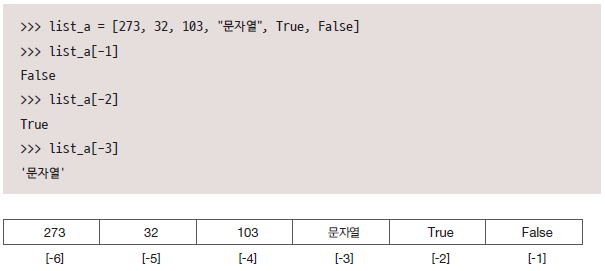 >>> list_a = [273, 32, 103, "문자열", True, False]
>>> list_a[-1]
False
>>> list_a[-2]
True
>>> list_a[-3]
'문자열'
273 32 103 문자열 True False
[-6] [-5] [-4] [-3] [-2] [-1]